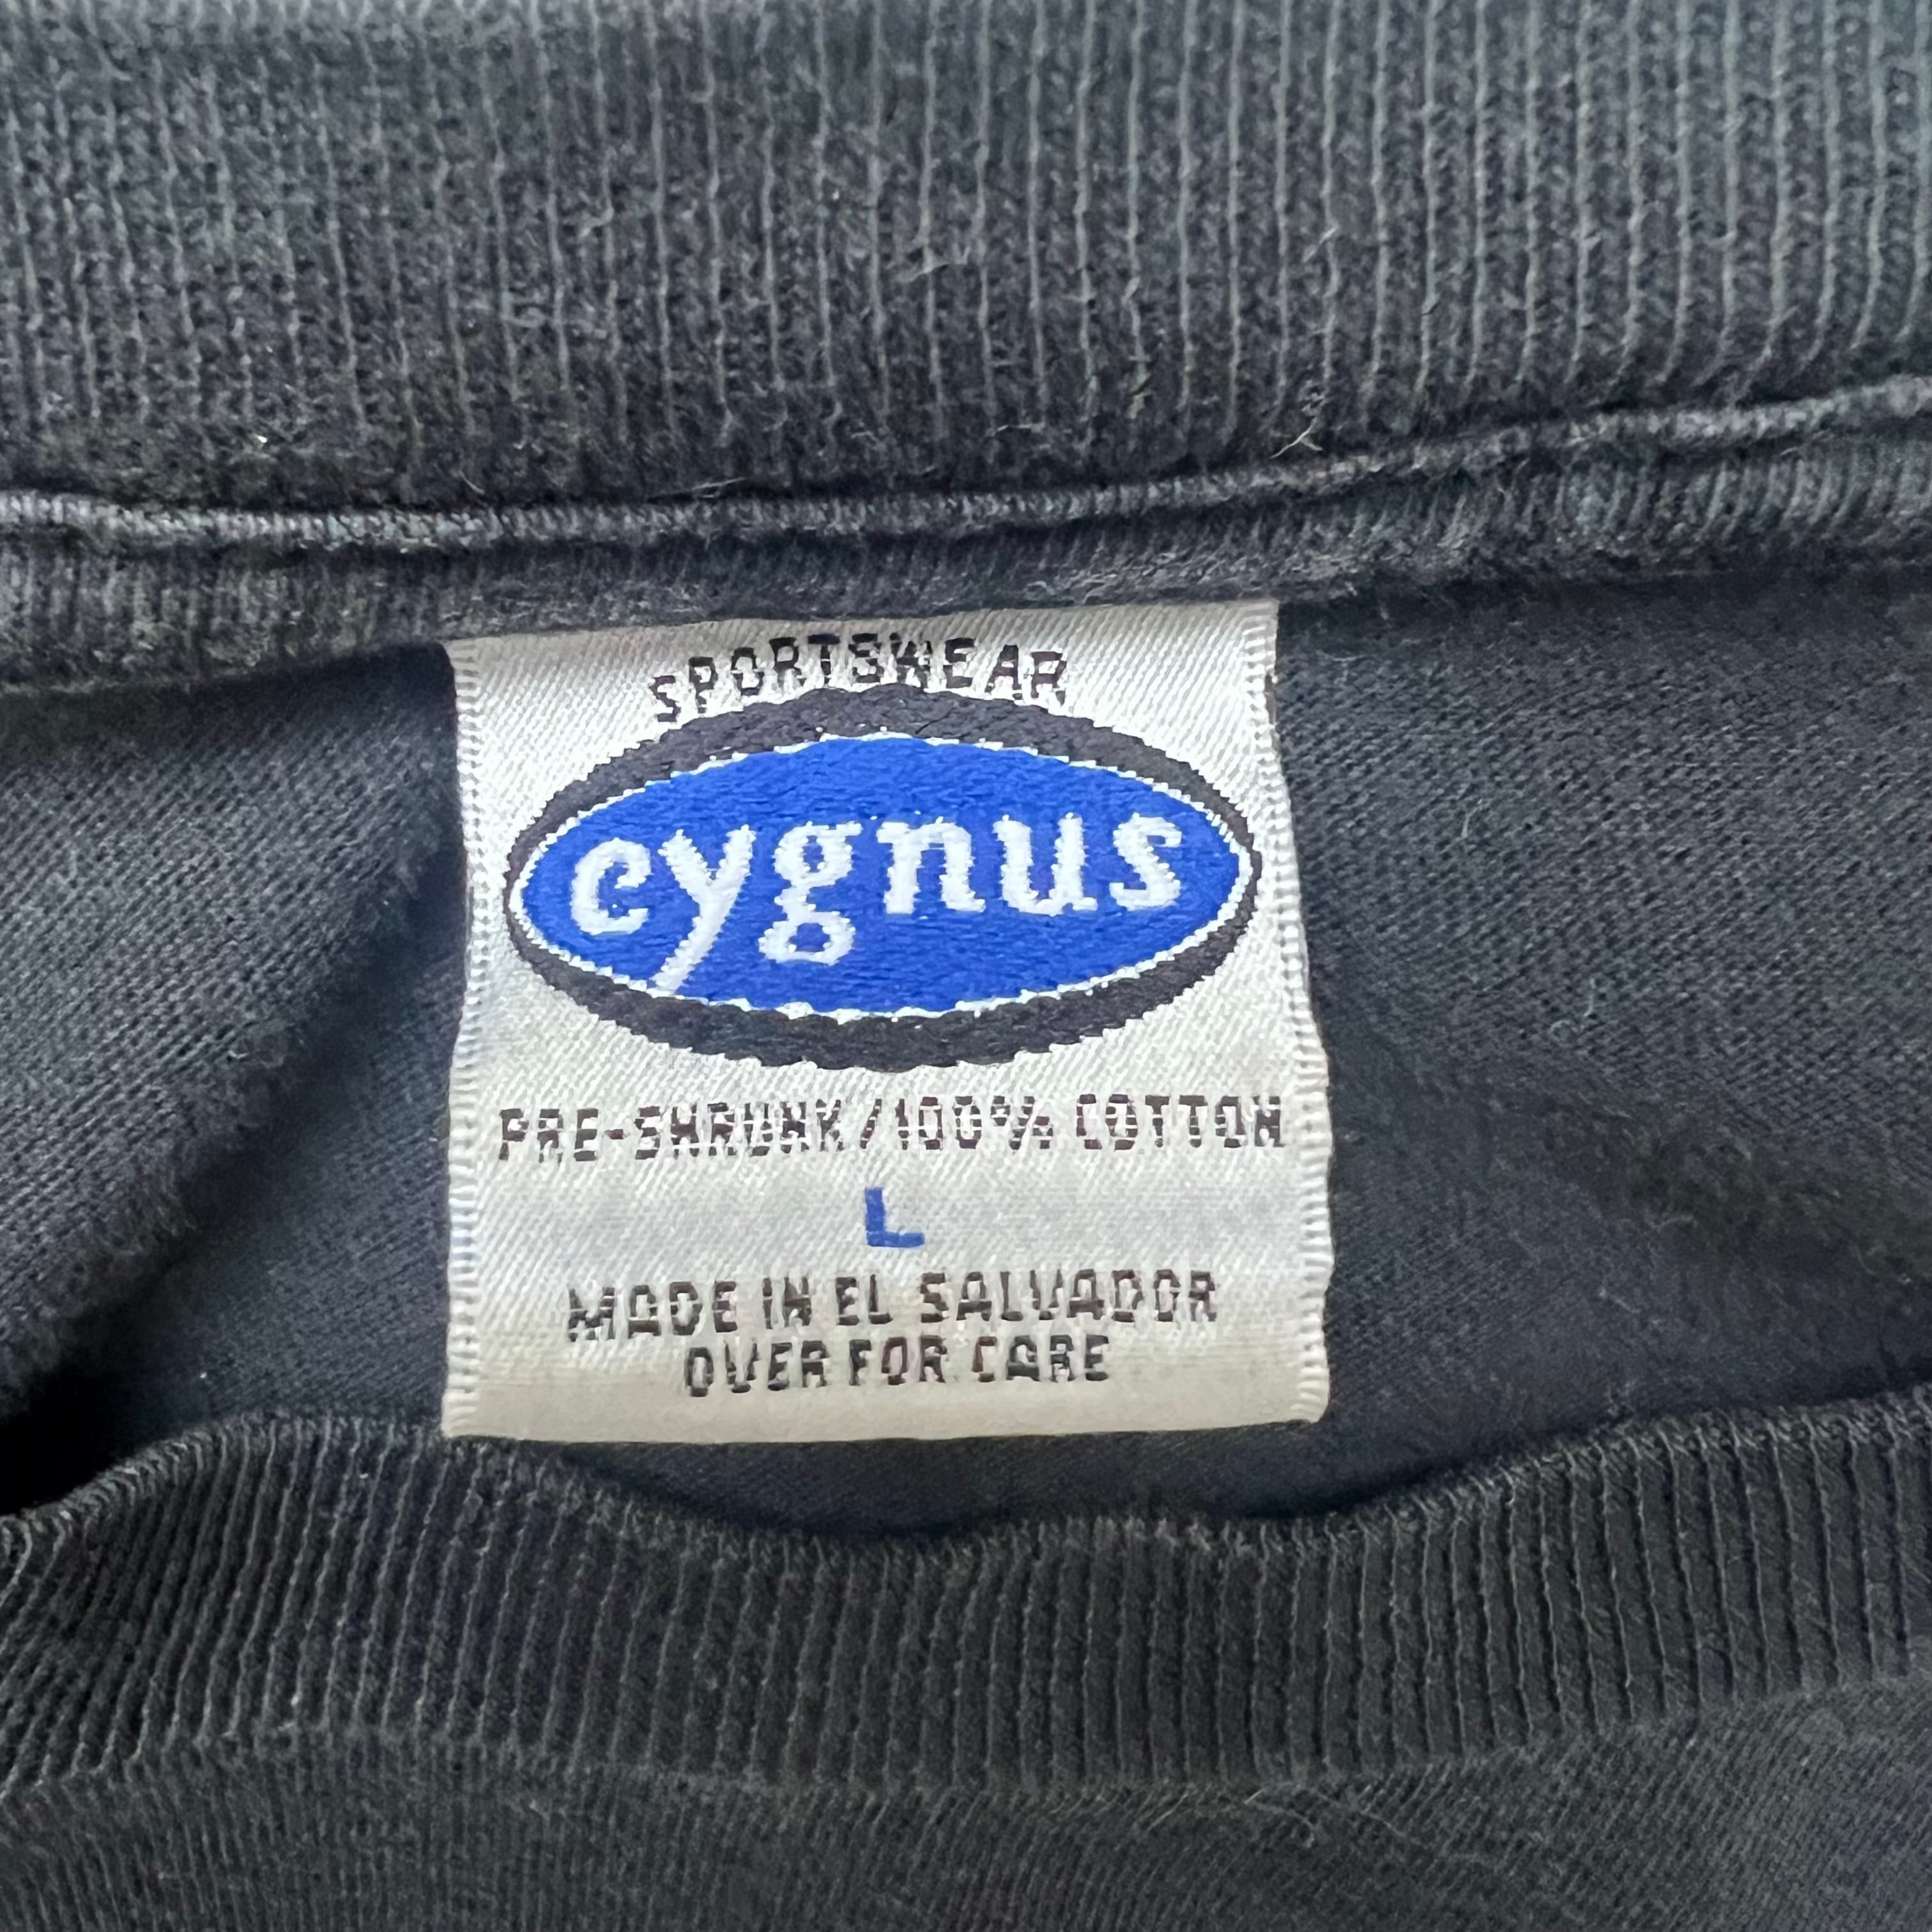 SPORTSWEAR
cygnus
PRE-SHRUNK/100% COTTON
L
MADE IN EL SALVADOR
OVER FOR CARE